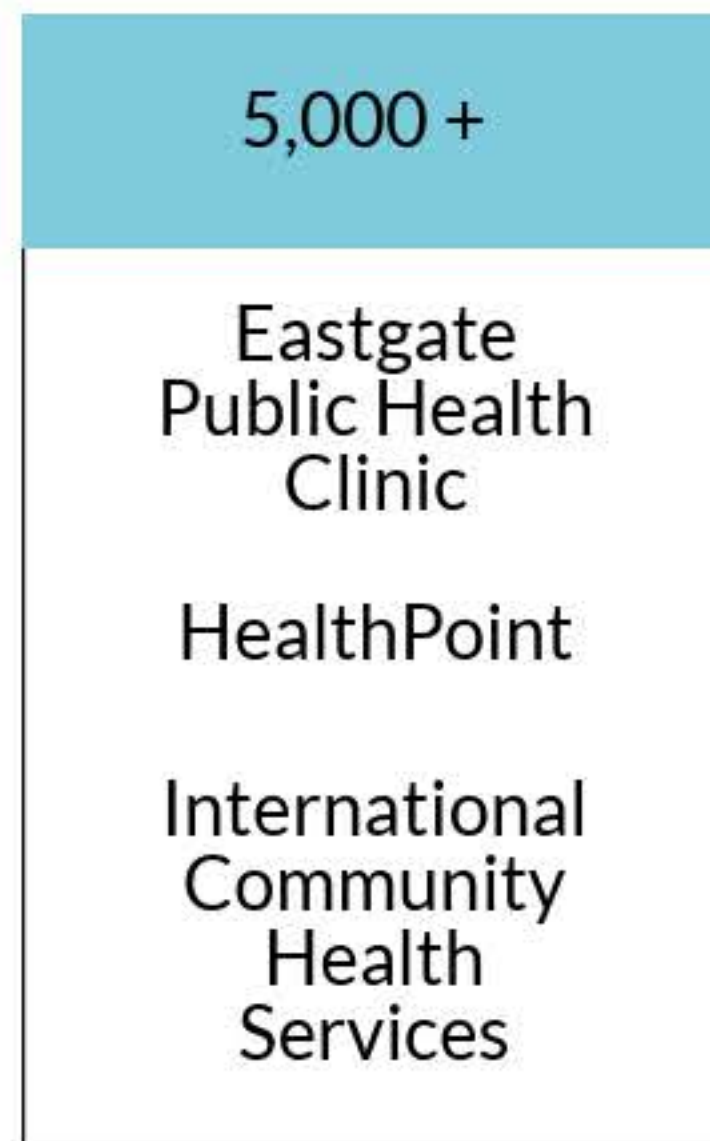 5,000 +
Eastgate
Public Health
Clinic
HealthPoint
International
Community
Health
Services